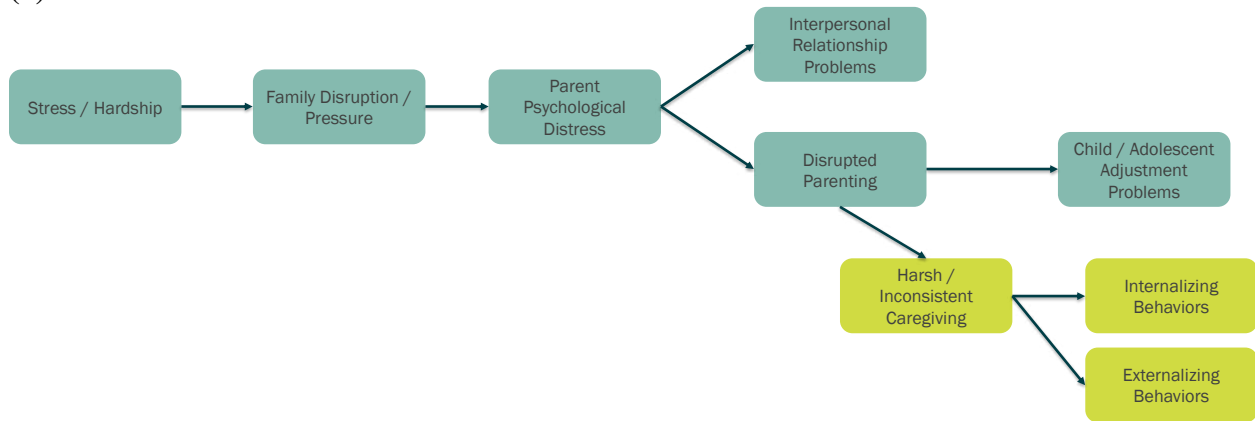 Stress / Hardship
Family Disruption /
Pressure
Parent
Psychological
Distress
Interpersonal
Relationship
Problems
Disrupted
Parenting
Child / Adolescent
Adjustment
Problems
Harsh /
Inconsistent
Caregiving
Internalizing
Behaviors
Externalizing
Behaviors